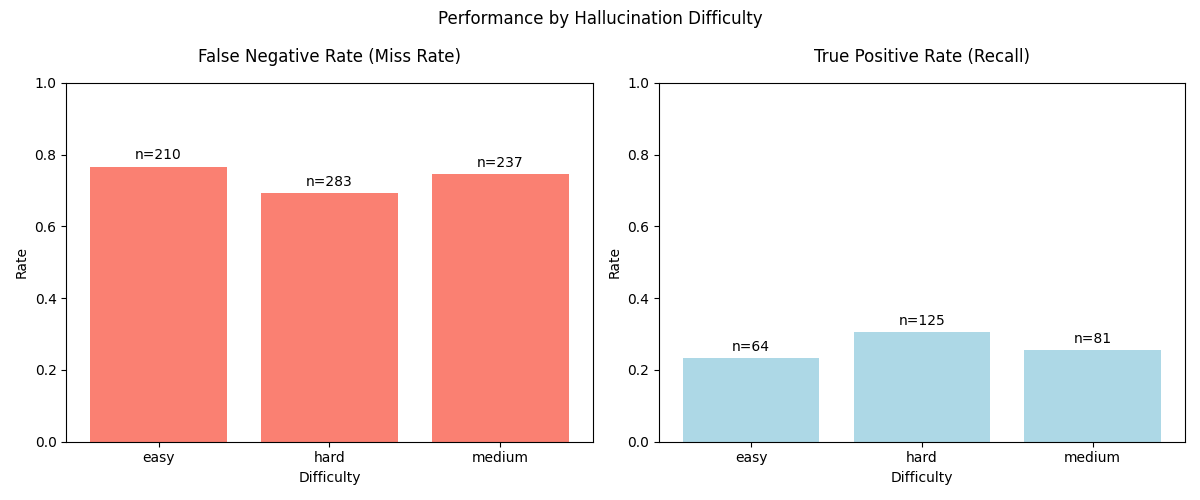 Performance by Hallucination Difficulty
False Negative Rate (Miss Rate)
1.0
0.8
0.6
0.4
0.2
0.0
Rate
n=210
n=283
n=237
easy
hard
medium
Difficulty
True Positive Rate (Recall)
1.0
0.8
0.6
0.4
0.2
0.0
Rate
n=64
n=125
n=81
easy
hard
medium
Difficulty